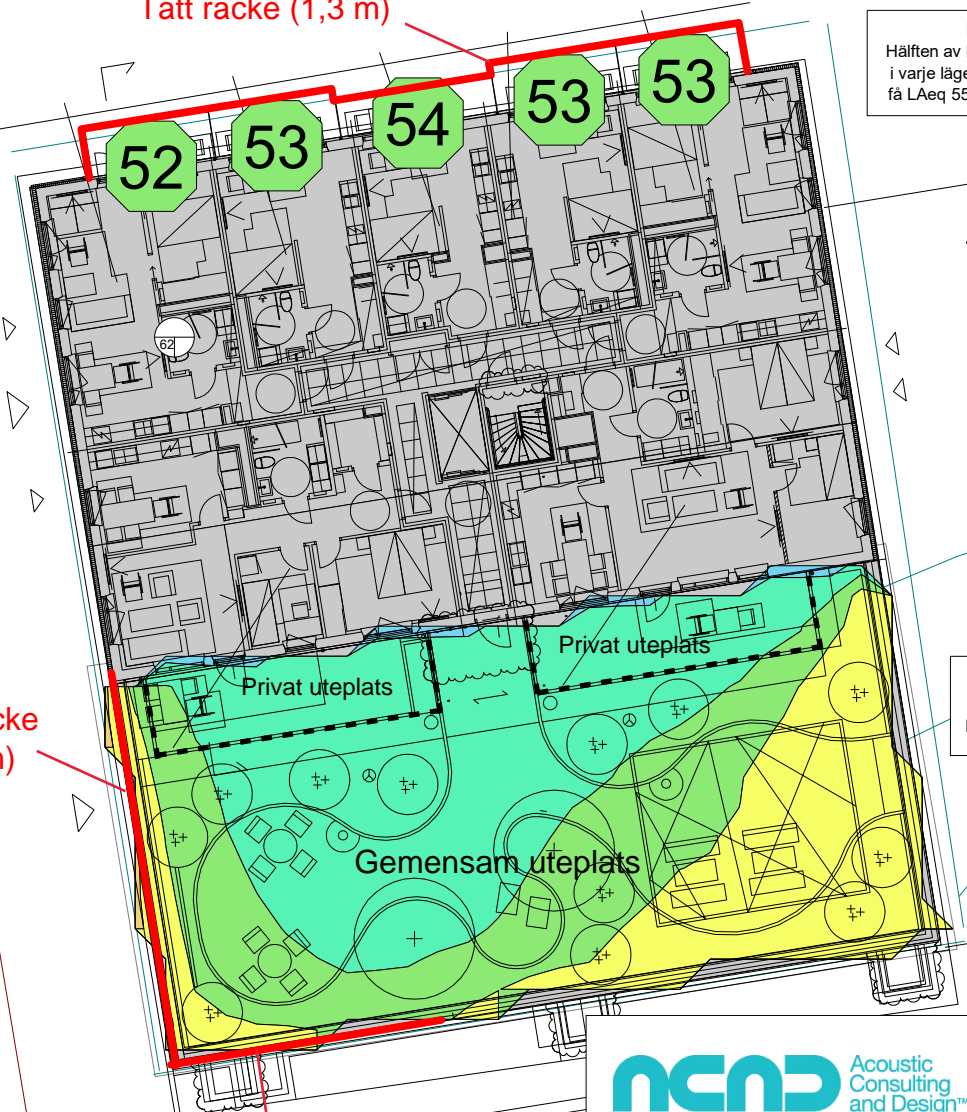 Tätt räcke (1,3 m)
Hälften av
i varje läge
få LAeq 55
52
53
54
53
53
62
Privat uteplats
Privat uteplats
Gemensam uteplats
Acoustic
Consulting
and Design™